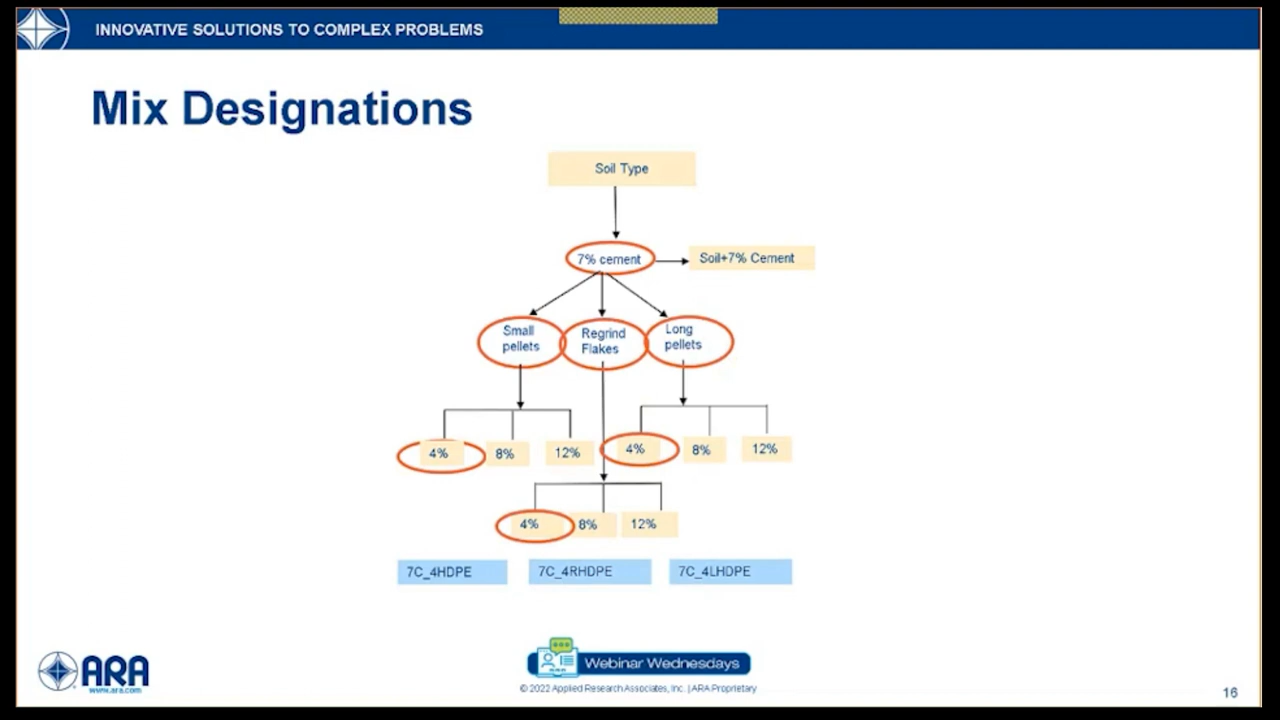 INNOVATIVE SOLUTIONS TO COMPLEX PROBLEMS
Mix Designations
Soil Type
7% cement
Soil+7% Cement
Small
pellets
Regrind
Flakes
Long
pellets
4%
8%
12%
4%
8%
12%
4%
8%
12%
7C_4HDPE
7C_4RHDPE
7C_4LHDPE
ARA
www.ara.com
Webinar Wednesdays
© 2022 Applied Research Associates, Inc. | ARA Proprietary
16